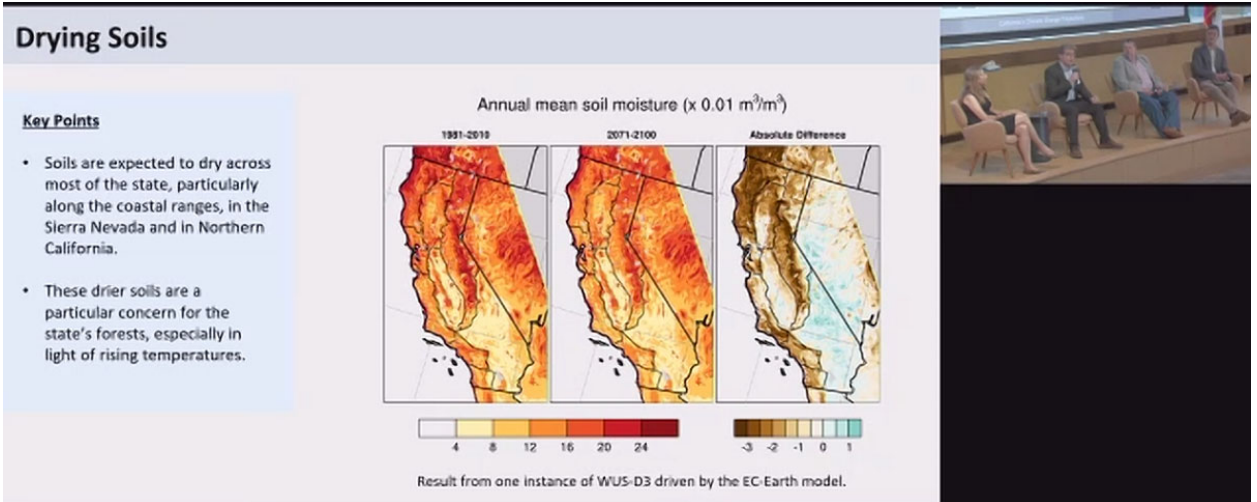 Drying Soils
Key Points
• Soils are expected to dry across
most of the state, particularly
along the coastal ranges, in the
Sierra Nevada and in Northern
California.
• These drier soils are a
particular concern for the
state's forests, especially in
light of rising temperatures.
Annual mean soil moisture (x 0.01 m³/m³)
1981-2010 2071-2100 Absolute Difference
4 8 12 16 20 24 -3 -2 -1 0 1
Result from one instance of WUS-D3 driven by the EC-Earth model.